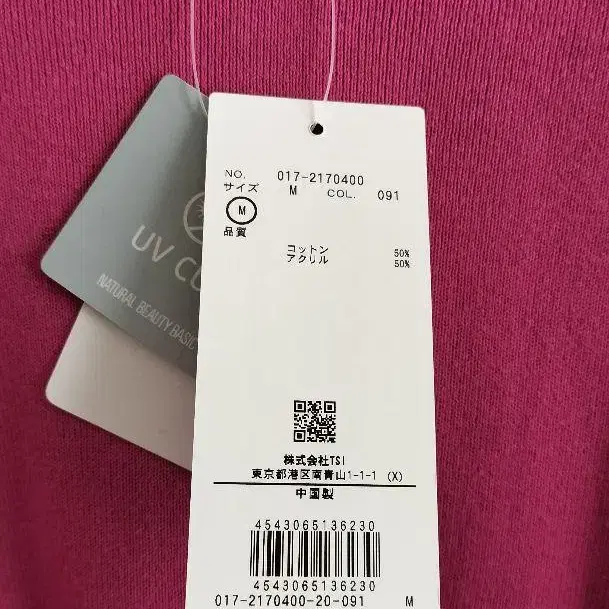 NO. 017-2170400
サイズ M COL. 091
M
品質
コットン 50%
アクリル 50%
株式会社TSI
東京都港区南青山1-1-1 (X)
中国製
4543065136230
4543065136230
017-2170400-20-091 M
UV
NATURAL BEAUTY BASIC